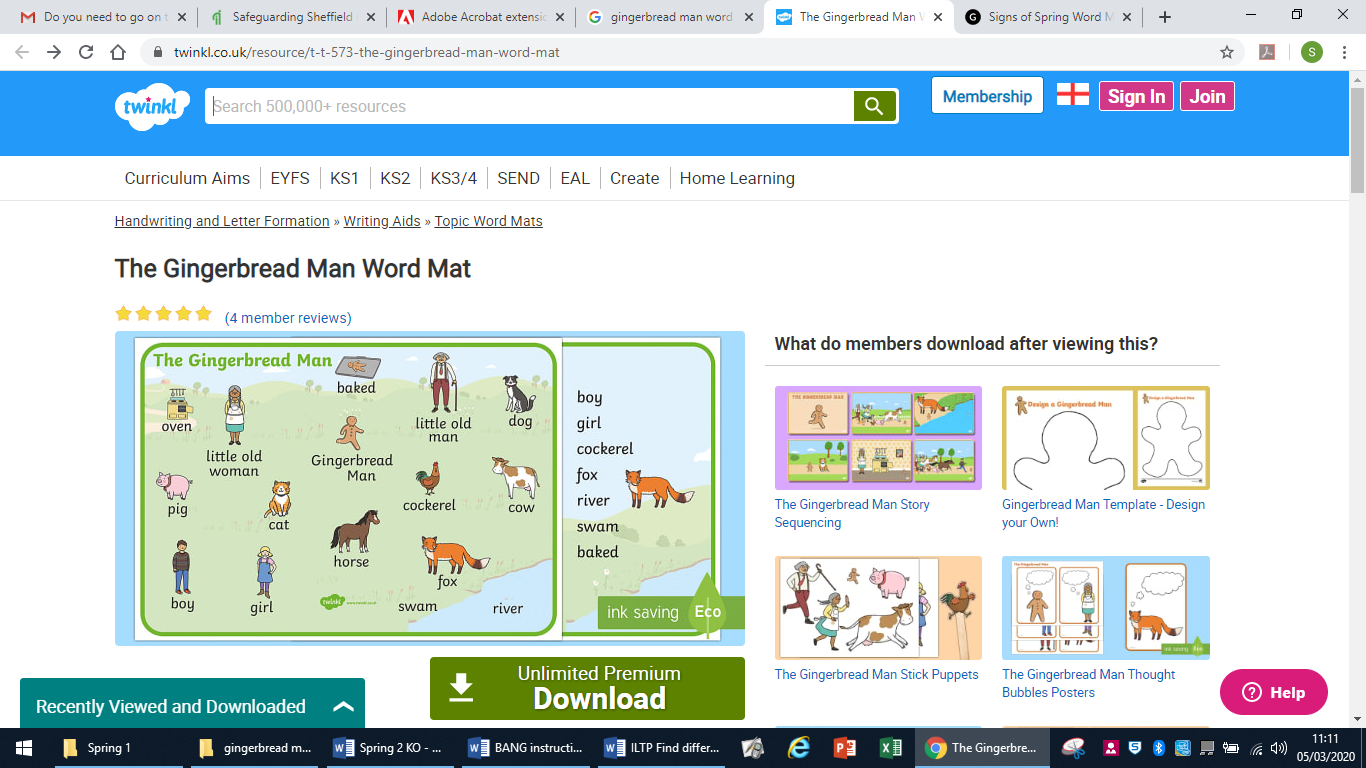 Do you need to go on t
Safeguarding Sheffield
Adobe Acrobat extensic
gingerbread man word
The Gingerbread Man W
Signs of Spring Word M
twinkl.co.uk/resource/t-t-573-the-gingerbread-man-word-mat
S
twinkl
Search 500,000+ resources
Membership
Sign In
Join
Curriculum Aims
EYFS
KS1
KS2
KS3/4
SEND
EAL
Create
Home Learning
Handwriting and Letter Formation » Writing Aids » Topic Word Mats
The Gingerbread Man Word Mat
(4 member reviews)
The Gingerbread Man
baked
oven
little old
woman
Gingerbread
Man
little old
man
dog
pig
cat
horse
cockerel
cow
boy
girl
fox
swam
river
twinkl
boy
girl
cockerel
fox
river
swam
baked
ink saving
Eco
Unlimited Premium
Download
What do members download after viewing this?
The Gingerbread Man Story
Sequencing
Design a Gingerbread Man
Gingerbread Man Template - Design
your Own!
The Gingerbread Man Stick Puppets
ink saving
The Gingerbread Man Thought
Bubbles Posters
Recently Viewed and Downloaded
Help
Spring 1
gingerbread m...
Spring 2 KO - ...
BANG instructi...
ILTP Find differ...
The Gingerbre...
11:11
05/03/2020